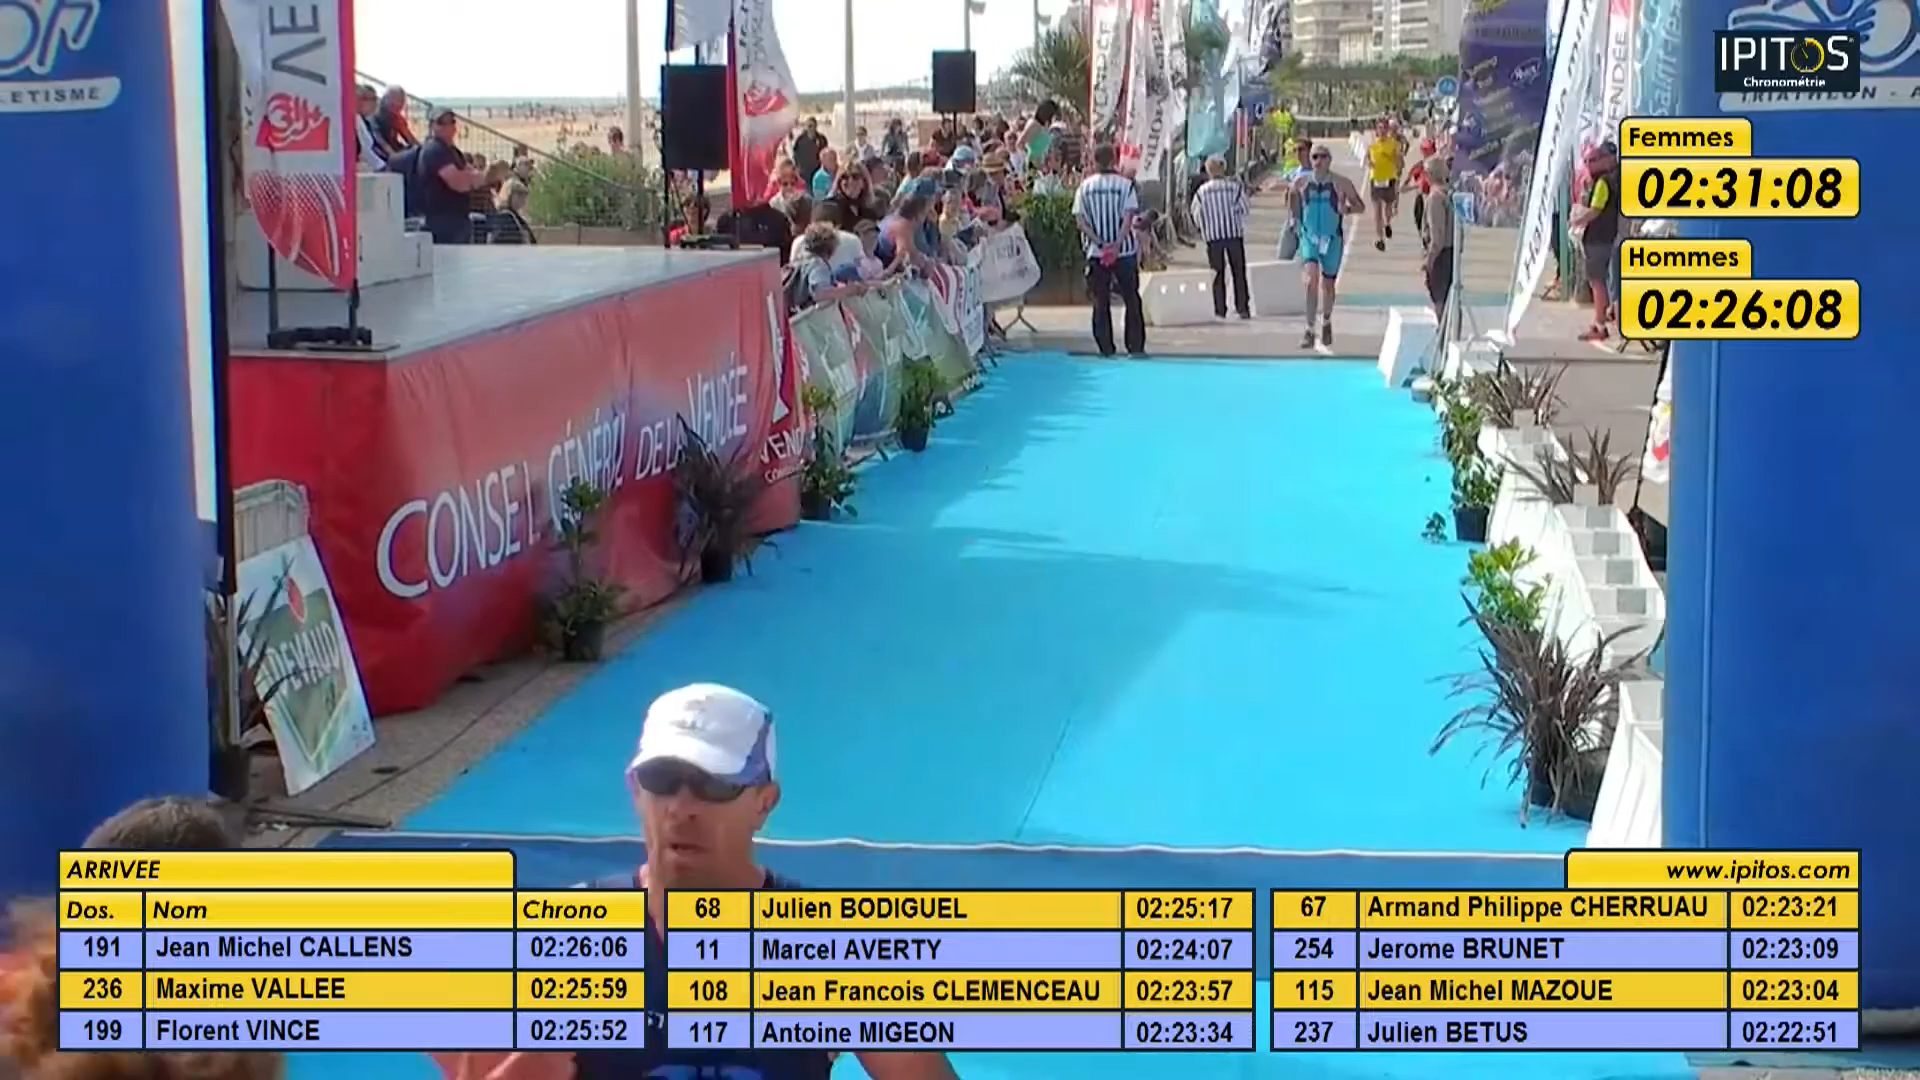 IPITOS
Chronométrie
ETISME
TRIATHLON - A
Femmes
02:31:08
Hommes
02:26:08
VENDÉE
CONSEIL GÉNÉRAL DE LA VENDÉE
ARRIVEE
www.ipitos.com
Dos. Nom Chrono
191 Jean Michel CALLENS 02:26:06
236 Maxime VALLEE 02:25:59
199 Florent VINCE 02:25:52
68 Julien BODIGUEL 02:25:17
11 Marcel AVERTY 02:24:07
108 Jean Francois CLEMENCEAU 02:23:57
117 Antoine MIGEON 02:23:34
67 Armand Philippe CHERRUAU 02:23:21
254 Jerome BRUNET 02:23:09
115 Jean Michel MAZOUE 02:23:04
237 Julien BETUS 02:22:51